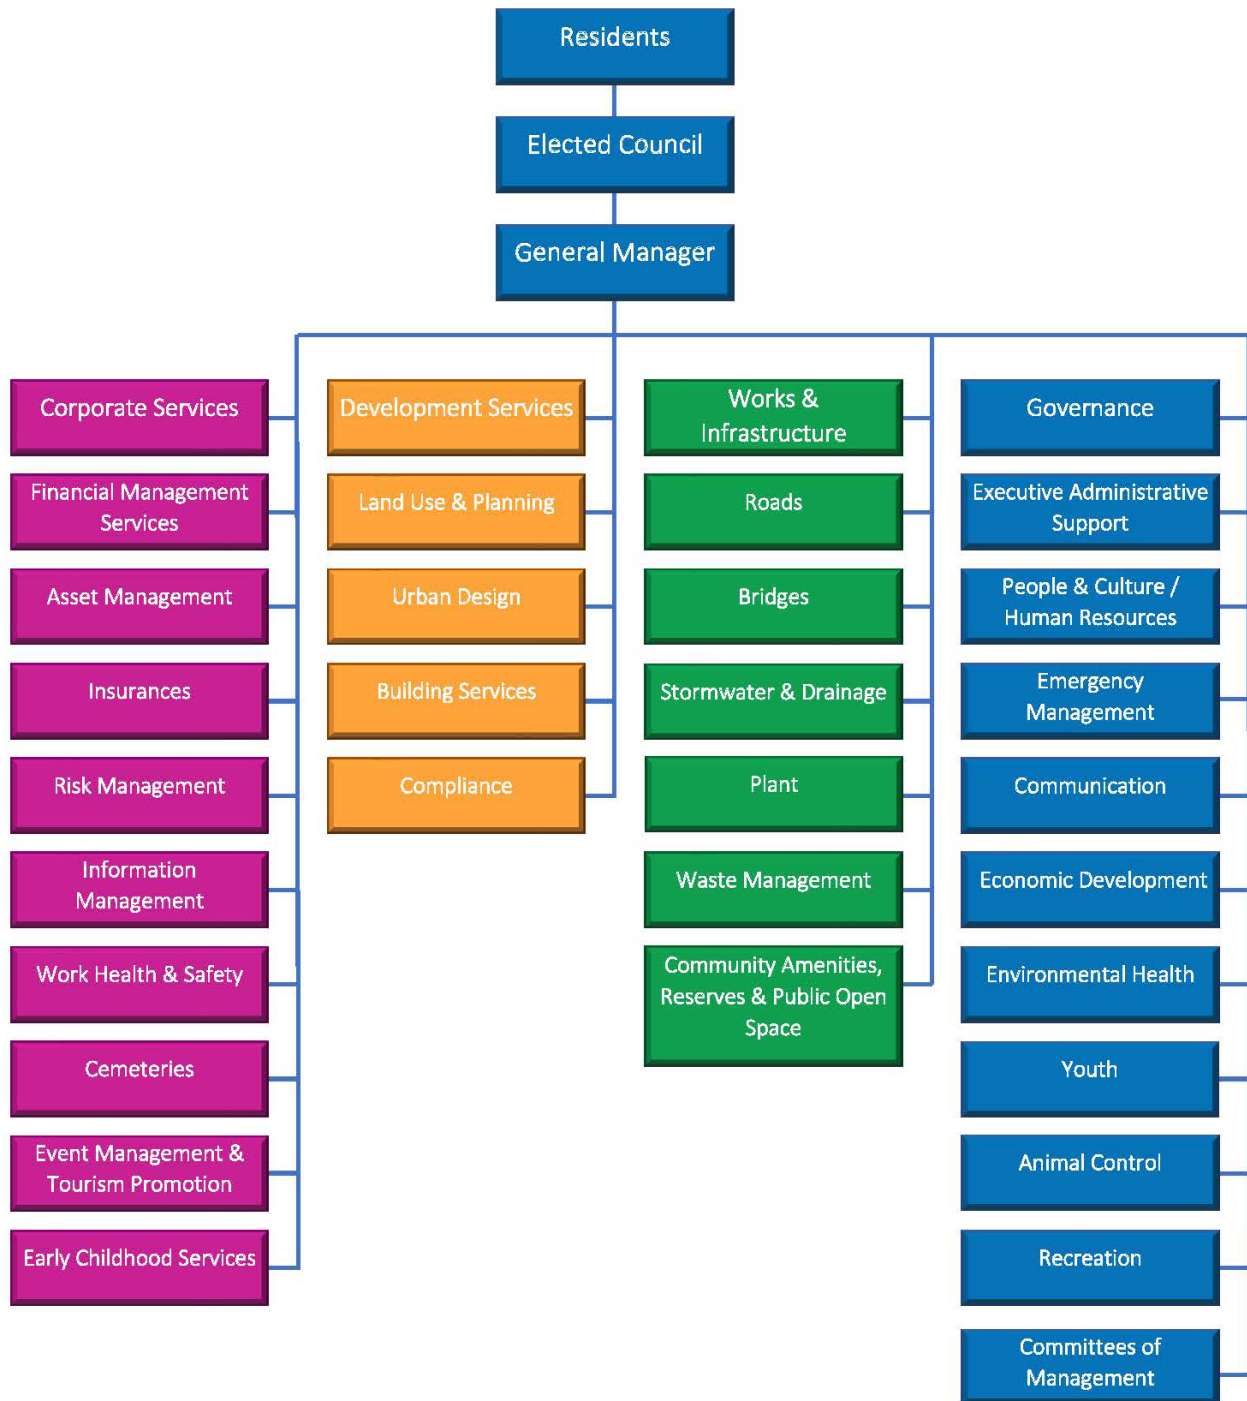 Residents
Elected Council
General Manager
Corporate Services
Financial Management
Services
Asset Management
Insurances
Risk Management
Information
Management
Work Health & Safety
Cemeteries
Event Management &
Tourism Promotion
Early Childhood Services
Development Services
Land Use & Planning
Urban Design
Building Services
Compliance
Works &
Infrastructure
Roads
Bridges
Stormwater & Drainage
Plant
Waste Management
Community Amenities,
Reserves & Public Open
Space
Governance
Executive Administrative
Support
People & Culture /
Human Resources
Emergency
Management
Communication
Economic Development
Environmental Health
Youth
Animal Control
Recreation
Committees of
Management